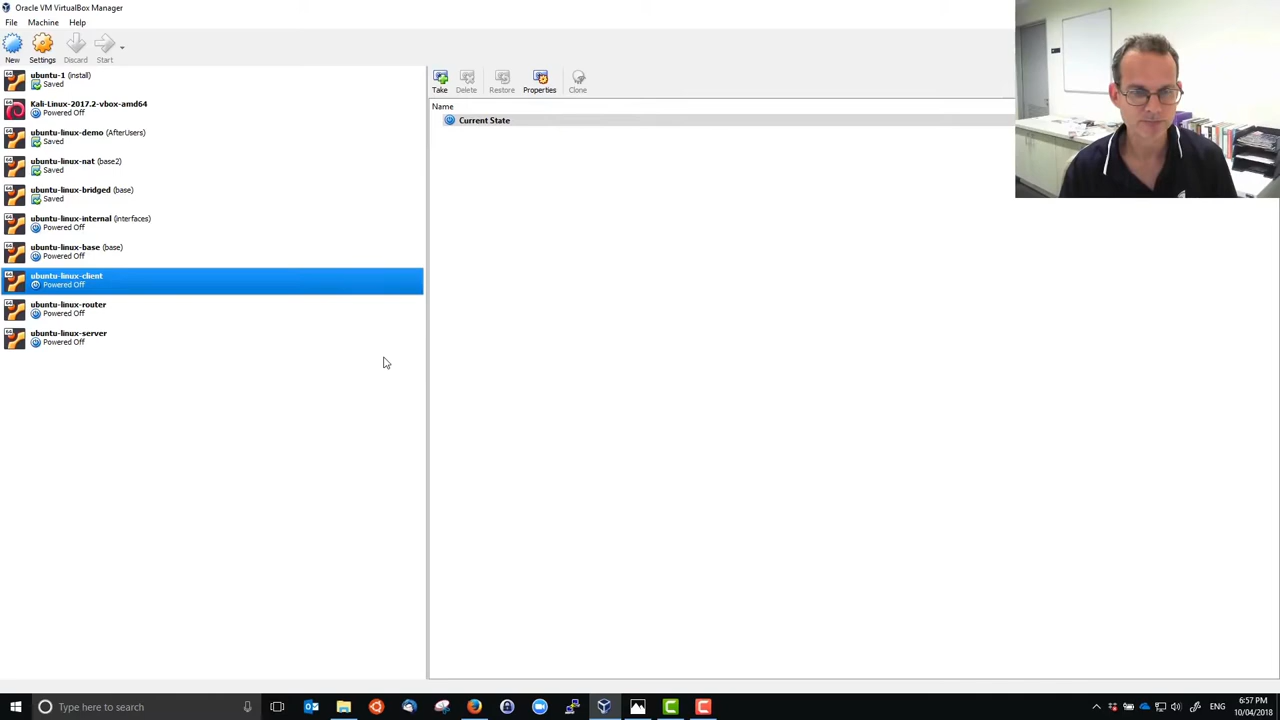 Oracle VM VirtualBox Manager
File Machine Help
New Settings Discard Start
Take Delete Restore Properties Clone
ubuntu-1 (install)
Saved
Kali-Linux-2017.2-vbox-amd64
Powered Off
ubuntu-linux-demo (AfterUsers)
Saved
ubuntu-linux-nat (base2)
Saved
ubuntu-linux-bridged (base)
Saved
ubuntu-linux-internal (interfaces)
Powered Off
ubuntu-linux-base (base)
Powered Off
ubuntu-linux-client
Powered Off
ubuntu-linux-router
Powered Off
ubuntu-linux-server
Powered Off
Name
Current State
Type here to search
ENG
6:57 PM
10/04/2018